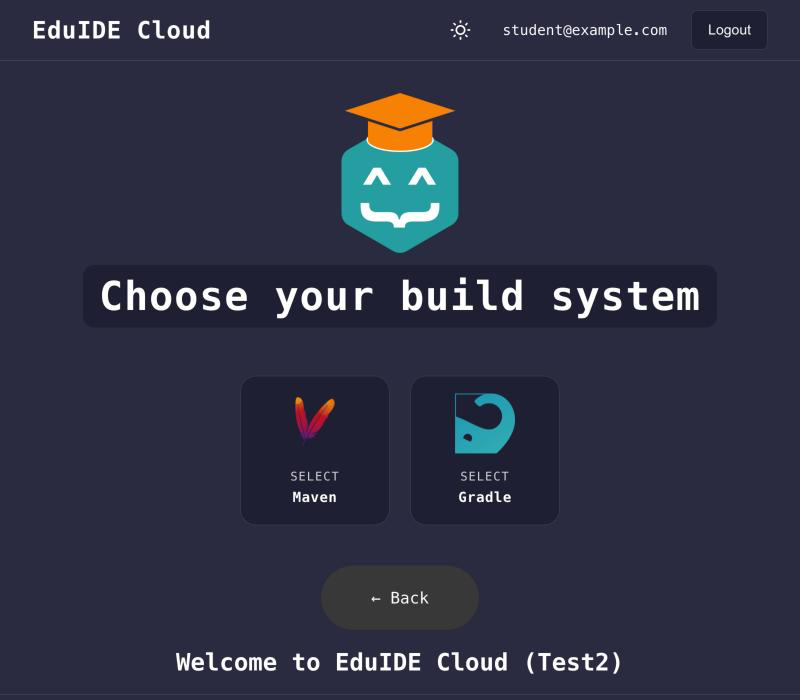 EduIDE Cloud
student@example.com
Logout
Choose your build system
SELECT
Maven
SELECT
Gradle
← Back
Welcome to EduIDE Cloud (Test2)